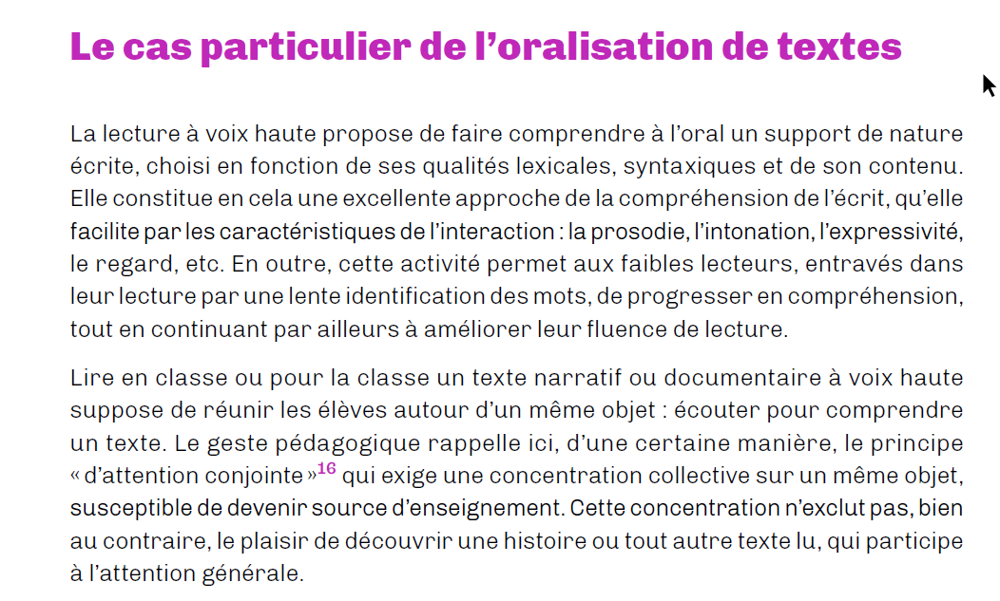 Le cas particulier de l’oralisation de textes
La lecture à voix haute propose de faire comprendre à l’oral un support de nature
écrite, choisi en fonction de ses qualités lexicales, syntaxiques et de son contenu.
Elle constitue en cela une excellente approche de la compréhension de l’écrit, qu’elle
facilite par les caractéristiques de l’interaction : la prosodie, l’intonation, l’expressivité,
le regard, etc. En outre, cette activité permet aux faibles lecteurs, entravés dans
leur lecture par une lente identification des mots, de progresser en compréhension,
tout en continuant par ailleurs à améliorer leur fluence de lecture.
Lire en classe ou pour la classe un texte narratif ou documentaire à voix haute
suppose de réunir les élèves autour d’un même objet : écouter pour comprendre
un texte. Le geste pédagogique rappelle ici, d’une certaine manière, le principe
« d’attention conjointe »16 qui exige une concentration collective sur un même objet,
susceptible de devenir source d’enseignement. Cette concentration n’exclut pas, bien
au contraire, le plaisir de découvrir une histoire ou tout autre texte lu, qui participe
à l’attention générale.